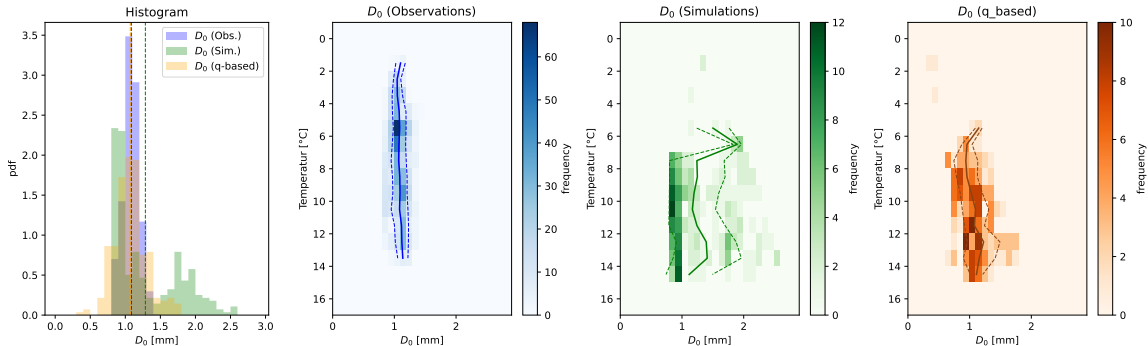 Histogram
3.5
3.0
2.5
2.0
1.5
1.0
0.5
0.0
pdf
0.0 0.5 1.0 1.5 2.0 2.5 3.0
D₀ [mm]
D₀ (Obs.)
D₀ (Sim.)
D₀ (q-based)
D₀ (Observations)
0
2
4
6
8
10
12
14
16
Temperatur [°C]
0 1 2
D₀ [mm]
60
50
40
30
20
10
0
frequency
D₀ (Simulations)
0
2
4
6
8
10
12
14
16
Temperatur [°C]
0 1 2
D₀ [mm]
12
10
8
6
4
2
0
frequency
D₀ (q_based)
0
2
4
6
8
10
12
14
16
Temperatur [°C]
0 1 2
D₀ [mm]
10
8
6
4
2
0
frequency